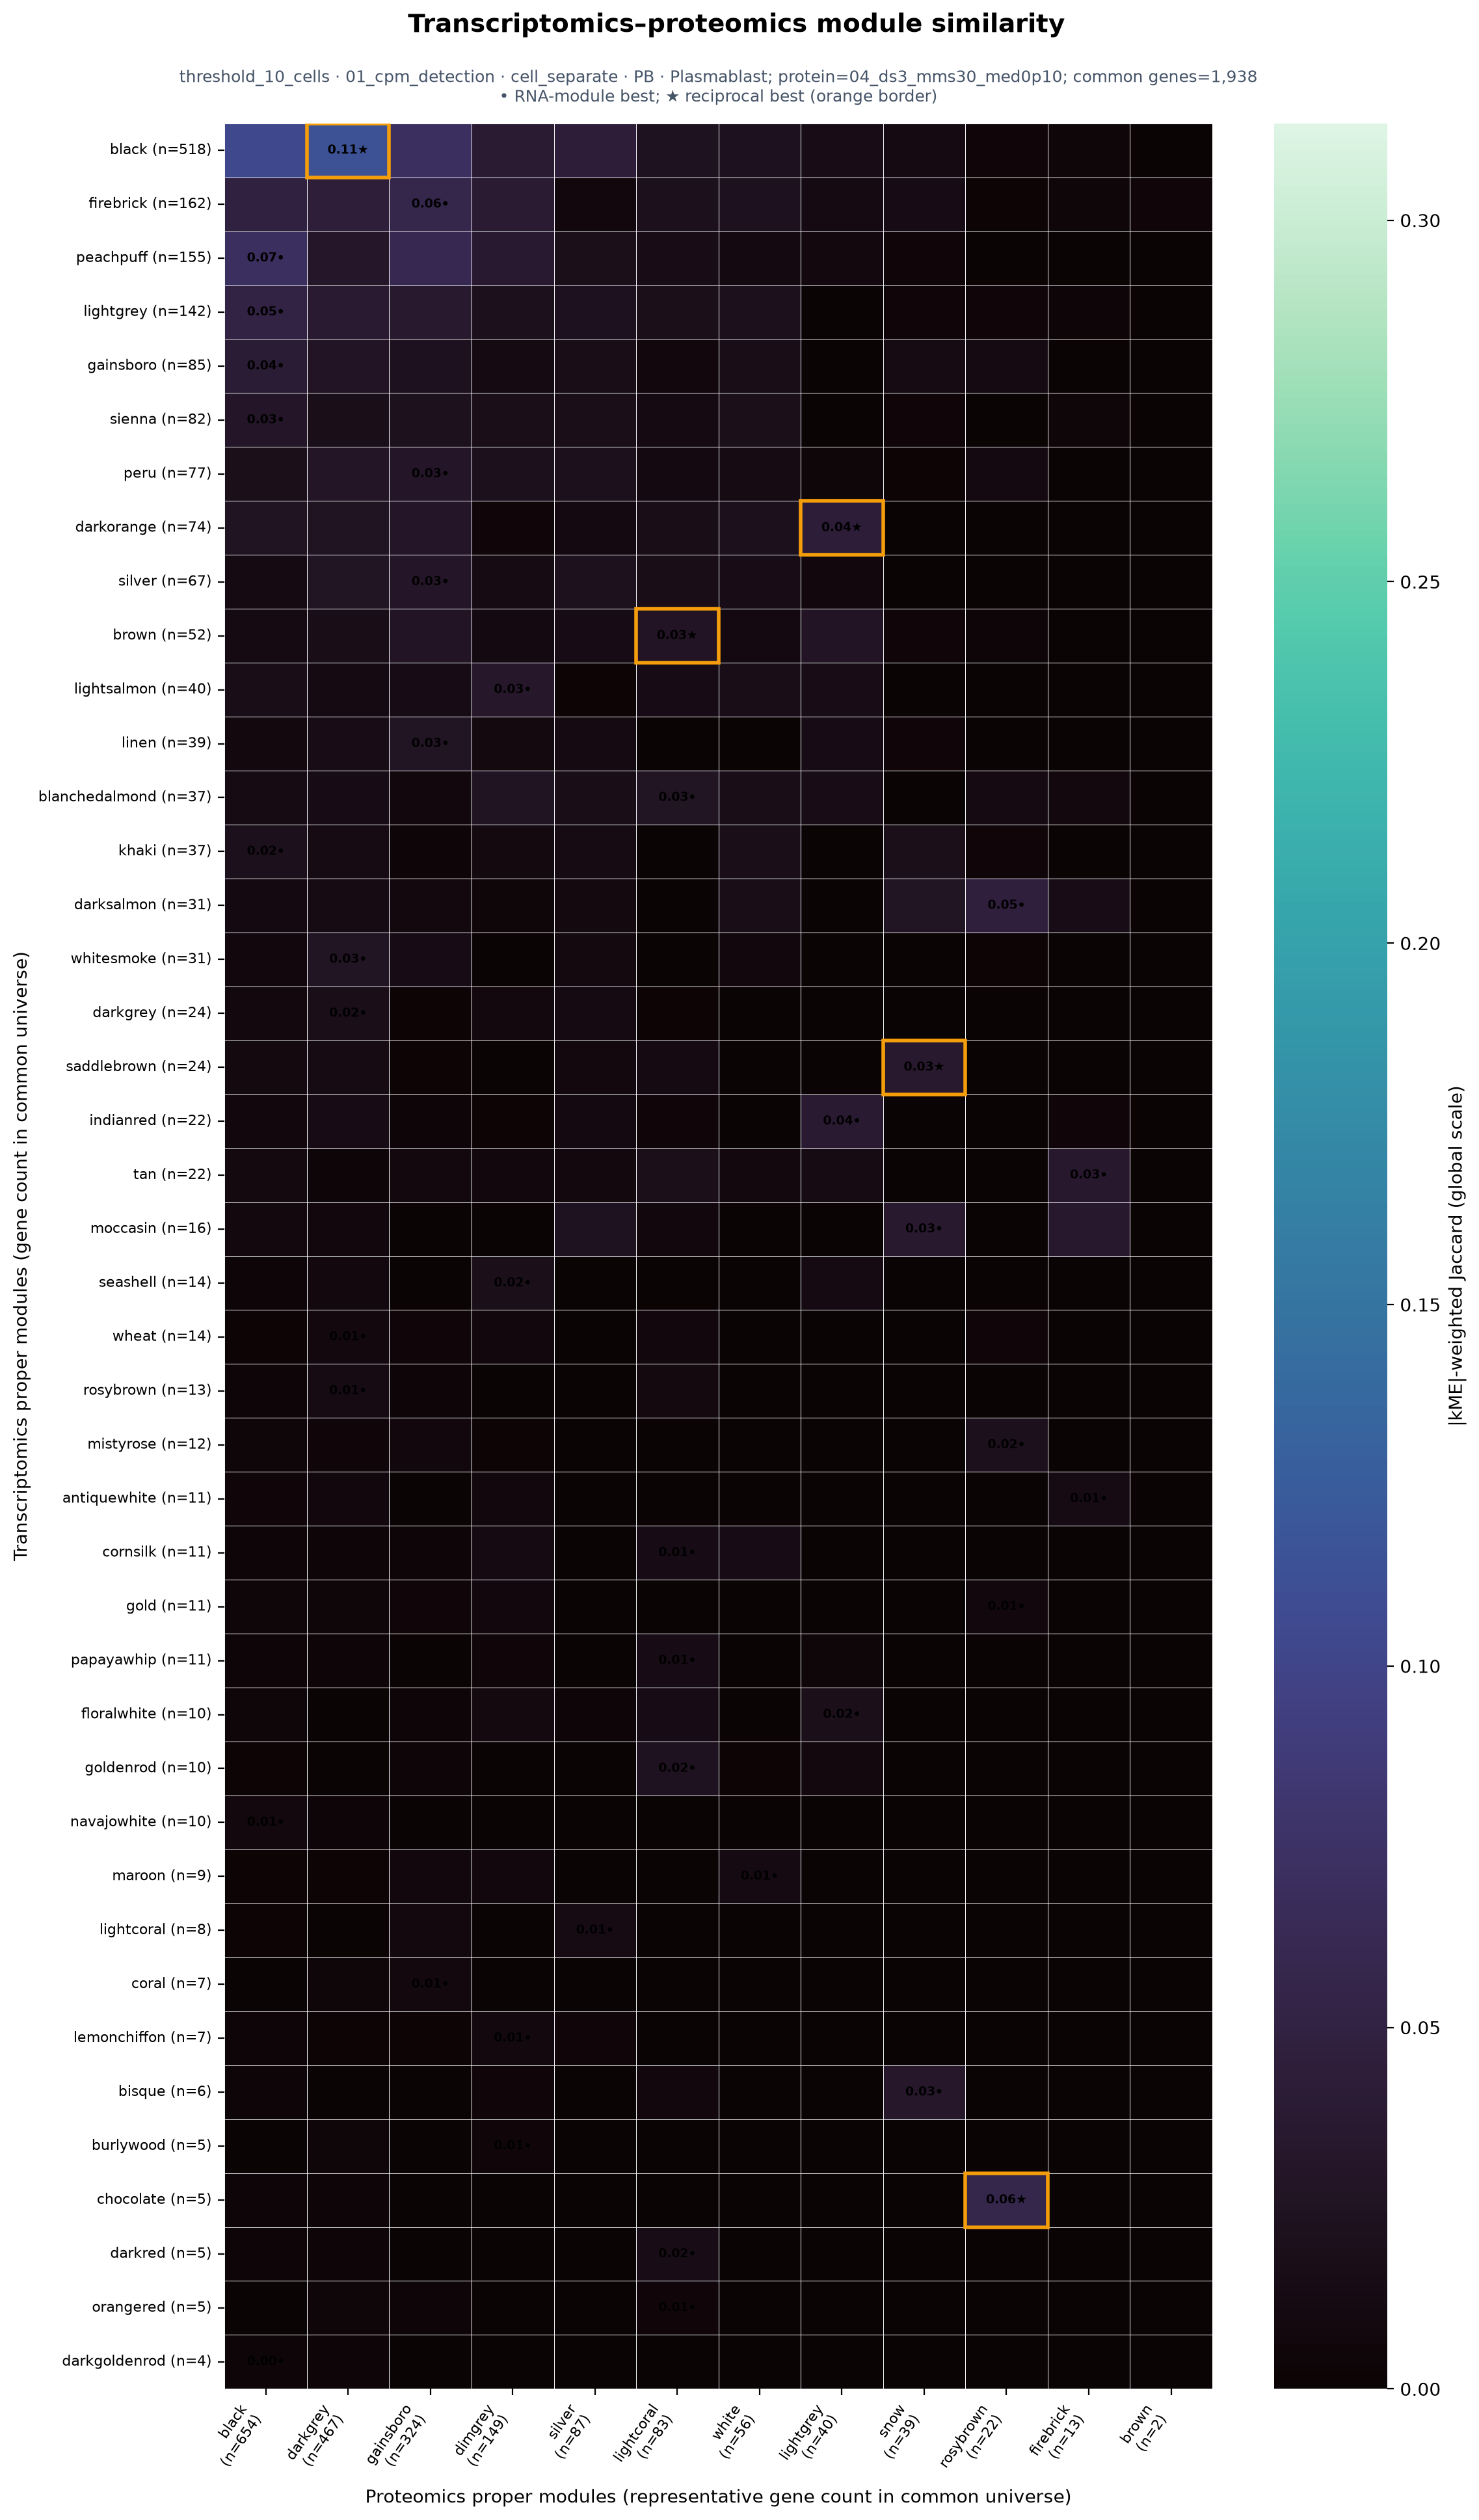 Transcriptomics–proteomics module similarity
threshold_10_cells · 01_cpm_detection · cell_separate · PB · Plasmablast; protein=04_ds3_mms30_med0p10; common genes=1,938
• RNA-module best; ★ reciprocal best (orange border)
Transcriptomics proper modules (gene count in common universe)
black (n=518) 0.11★
firebrick (n=162) 0.06•
peachpuff (n=155) 0.07•
lightgrey (n=142) 0.05•
gainsboro (n=85) 0.04•
sienna (n=82) 0.03•
peru (n=77) 0.03•
darkorange (n=74) 0.04★
silver (n=67) 0.03•
brown (n=52) 0.03★
lightsalmon (n=40) 0.03•
linen (n=39) 0.03•
blanchedalmond (n=37) 0.03•
khaki (n=37) 0.02•
darksalmon (n=31) 0.05•
whitesmoke (n=31) 0.03•
darkgrey (n=24) 0.02•
saddlebrown (n=24) 0.03★
indianred (n=22) 0.04•
tan (n=22) 0.03•
moccasin (n=16) 0.03•
seashell (n=14) 0.02•
wheat (n=14) 0.01•
rosybrown (n=13) 0.01•
mistyrose (n=12) 0.02•
antiquewhite (n=11) 0.01•
cornsilk (n=11) 0.01•
gold (n=11) 0.01•
papayawhip (n=11) 0.01•
floralwhite (n=10) 0.02•
goldenrod (n=10) 0.02•
navajowhite (n=10) 0.01•
maroon (n=9) 0.01•
lightcoral (n=8) 0.01•
coral (n=7) 0.01•
lemonchiffon (n=7) 0.01•
bisque (n=6) 0.03•
burlywood (n=5) 0.01•
chocolate (n=5) 0.06★
darkred (n=5) 0.02•
orangered (n=5) 0.01•
darkgoldenrod (n=4) 0.00•
black
(n=654)
darkgrey
(n=467)
gainsboro
(n=324)
dimgrey
(n=149)
silver
(n=87)
lightcoral
(n=83)
white
(n=56)
lightgrey
(n=40)
snow
(n=39)
rosybrown
(n=22)
firebrick
(n=13)
brown
(n=2)
Proteomics proper modules (representative gene count in common universe)
0.30
0.25
0.20
0.15
0.10
0.05
0.00
|kME|-weighted Jaccard (global scale)